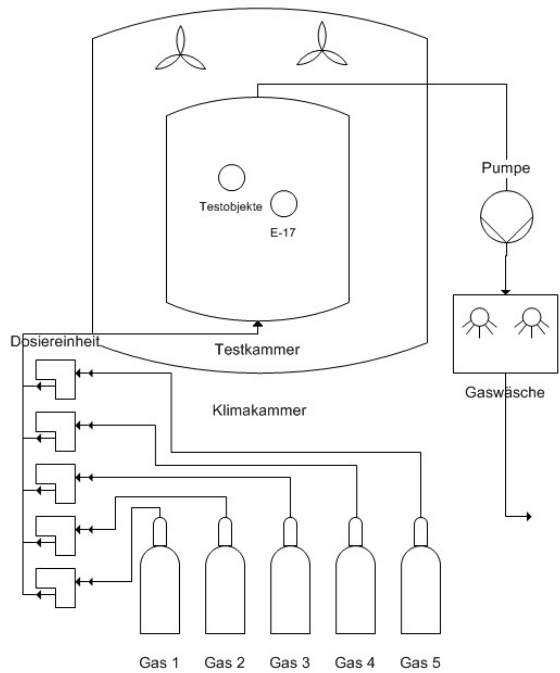 Pumpe
Testobjekte
E-17
Dosiereinheit
Testkammer
Gaswäsche
Klimakammer
Gas 1
Gas 2
Gas 3
Gas 4
Gas 5